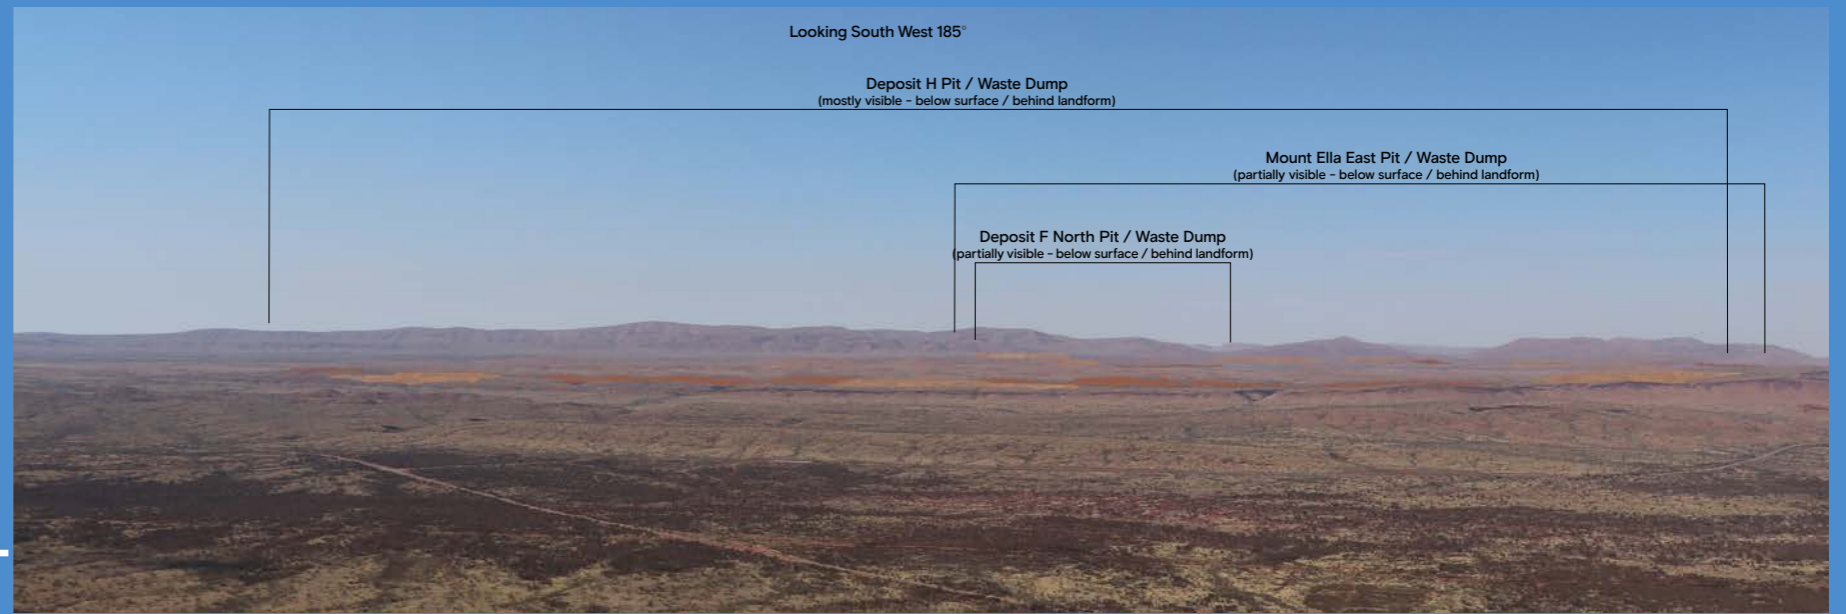 Looking South West 185°
Deposit H Pit / Waste Dump
(mostly visible - below surface / behind landform)
Mount Ella East Pit / Waste Dump
(partially visible - below surface / behind landform)
Deposit F North Pit / Waste Dump
(partially visible - below surface / behind landform)